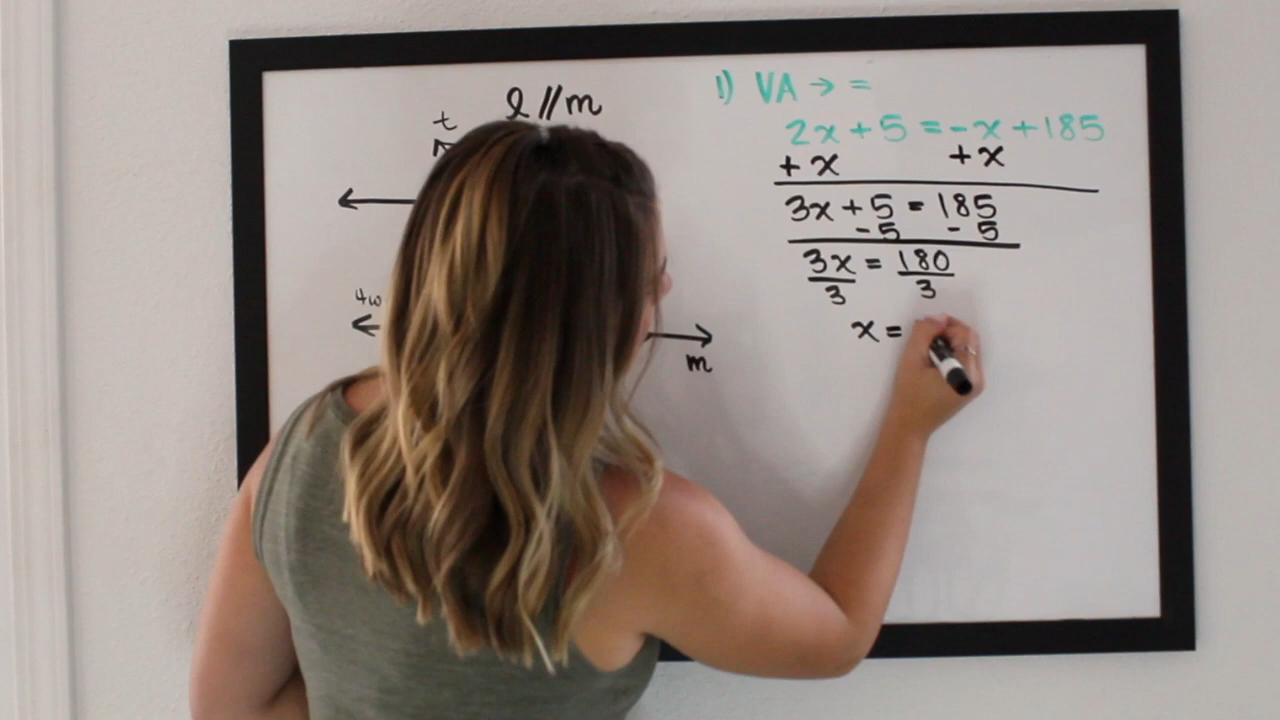 l // m
t
4w
m
1) VA → =
2x + 5 = -x + 185
+ x + x
3x + 5 = 185
- 5 - 5
3x = 180
3 3
x =